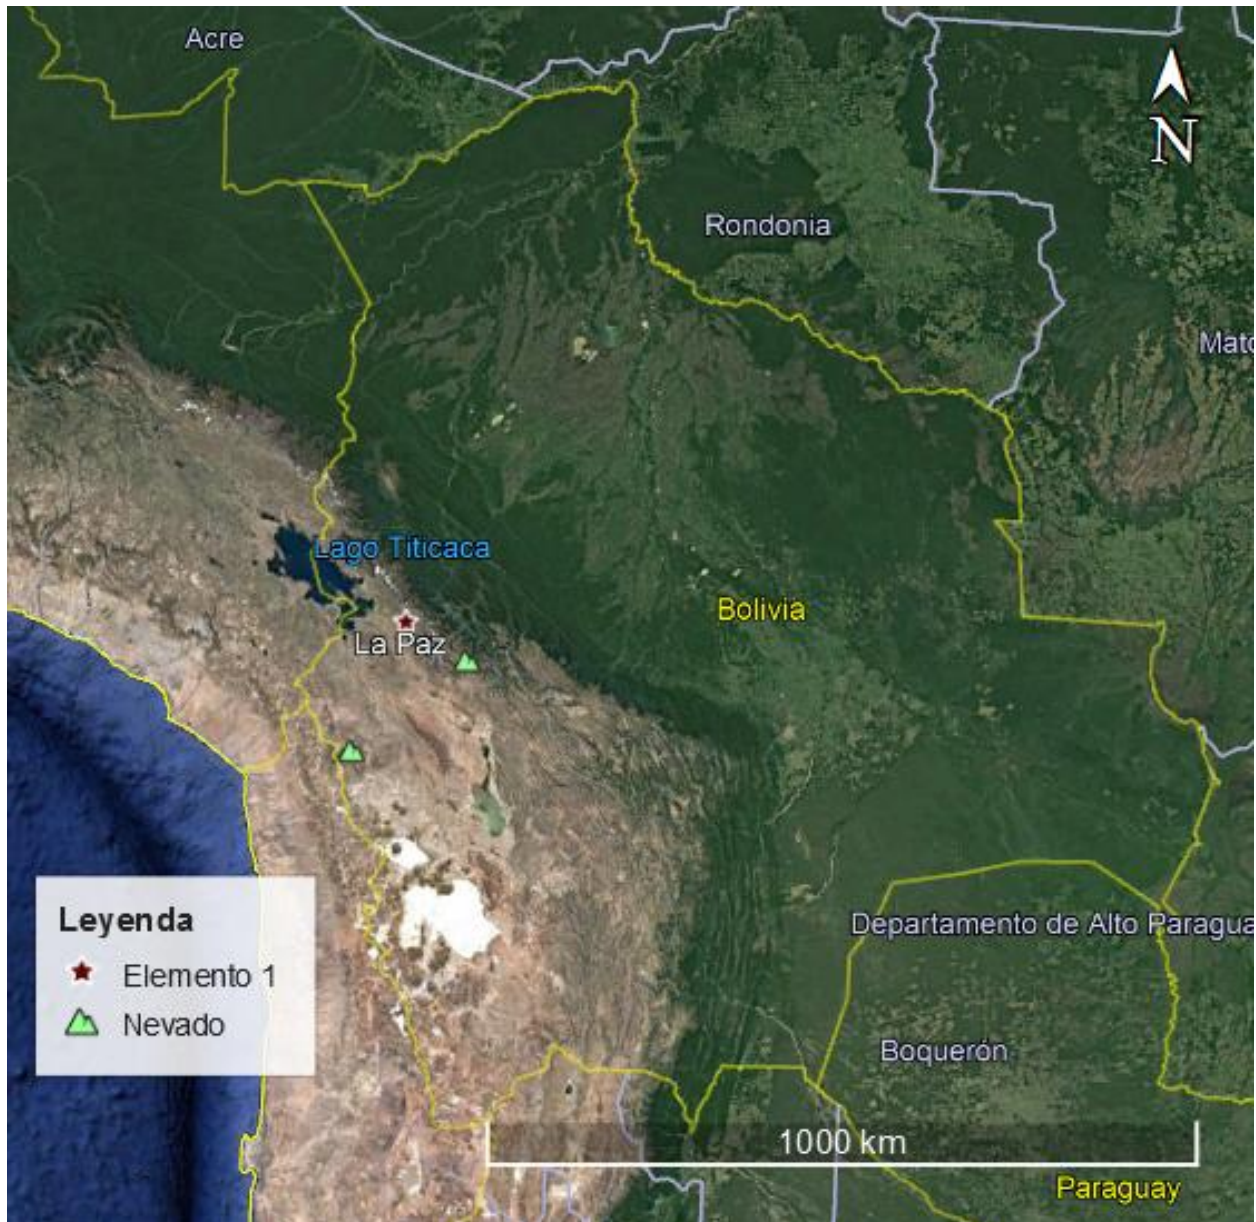 Acre
N
Rondonia
Mato
Lago Titicaca
Bolivia
La Paz
Leyenda
Elemento 1
Nevado
Departamento de Alto Paragua
Boquerón
1000 km
Paraguay